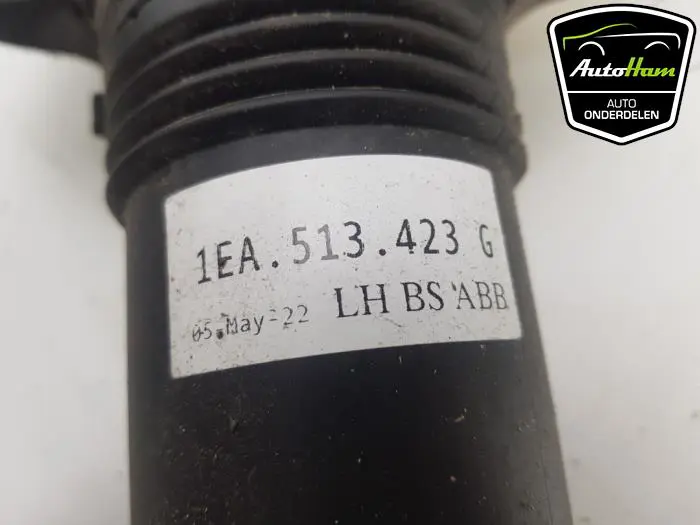 AutoHam
AUTO
ONDERDELEN
1EA.513.423 G
05-May-22 LH BS ABB